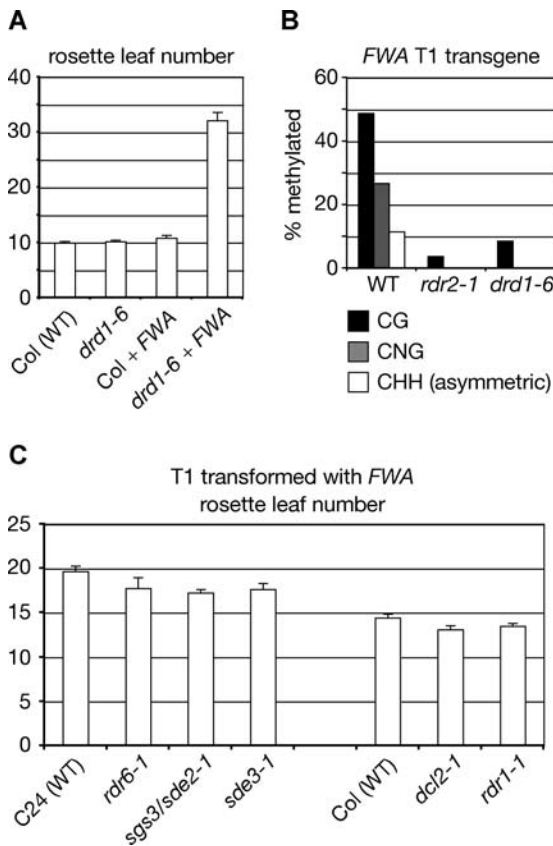 A
rosette leaf number
40
30
20
10
0
Col (WT)
drd1-6
Col + FWA
drd1-6 + FWA
B
FWA T1 transgene
% methylated
60
40
20
0
WT
rdr2-1
drd1-6
CG
CNG
CHH (asymmetric)
C
T1 transformed with FWA
rosette leaf number
25
20
15
10
5
0
C24 (WT)
rdr6-1
sgs3/sde2-1
sde3-1
Col (WT)
dcl2-1
rdr1-1